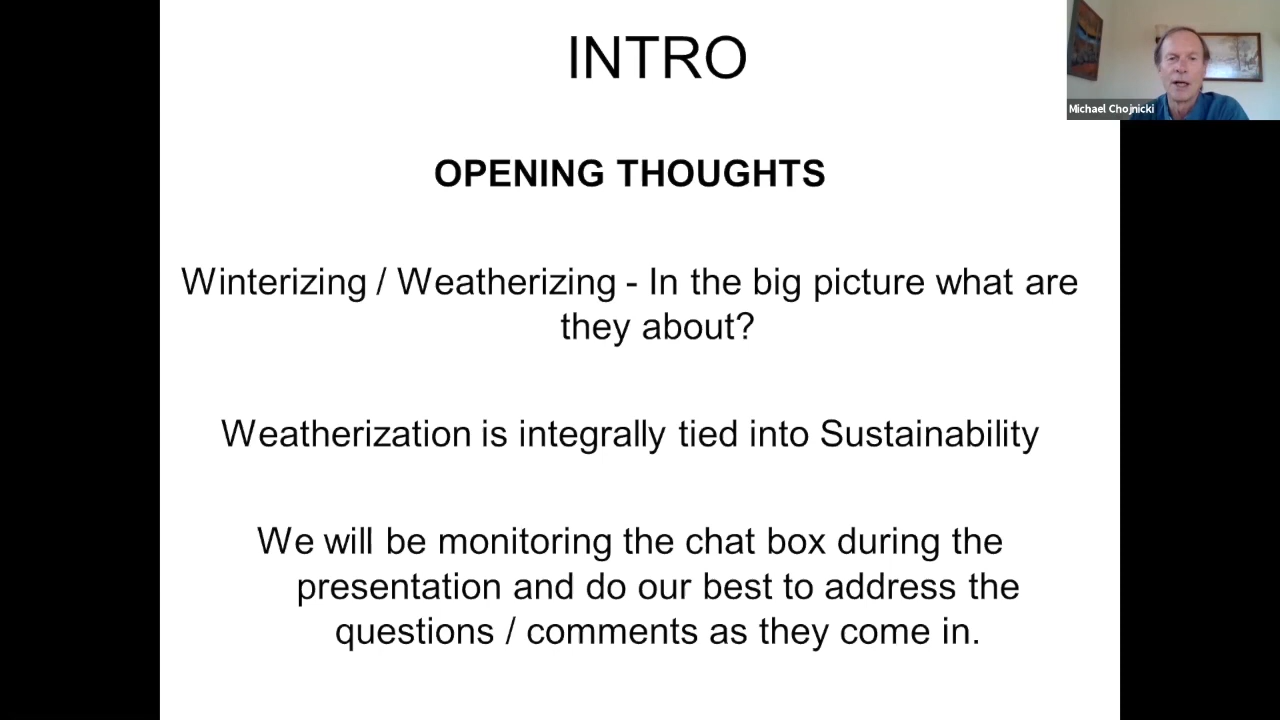 INTRO
Michael Chojnicki
OPENING THOUGHTS
Winterizing / Weatherizing - In the big picture what are
they about?
Weatherization is integrally tied into Sustainability
We will be monitoring the chat box during the
presentation and do our best to address the
questions / comments as they come in.